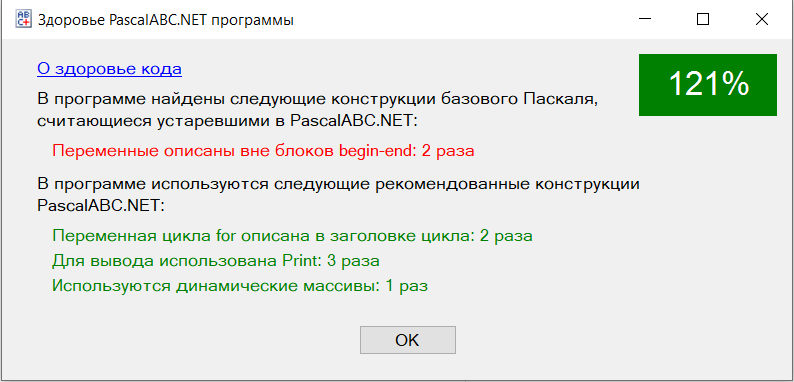 Здоровье PascalABC.NET программы
О здоровье кода
121%
В программе найдены следующие конструкции базового Паскаля,
считающиеся устаревшими в PascalABC.NET:
Переменные описаны вне блоков begin-end: 2 раза
В программе используются следующие рекомендованные конструкции
PascalABC.NET:
Переменная цикла for описана в заголовке цикла: 2 раза
Для вывода использована Print: 3 раза
Используются динамические массивы: 1 раз
OK